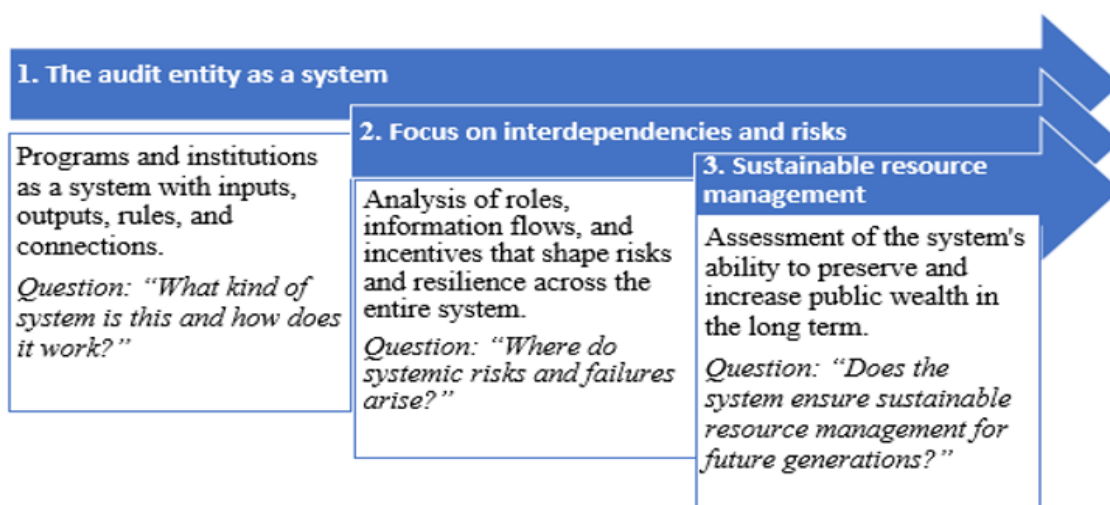 1. The audit entity as a system
Programs and institutions
as a system with inputs,
outputs, rules, and
connections.
Question: “What kind of
system is this and how does
it work?”
2. Focus on interdependencies and risks
Analysis of roles,
information flows, and
incentives that shape risks
and resilience across the
entire system.
Question: “Where do
systemic risks and failures
arise?”
3. Sustainable resource
management
Assessment of the system's
ability to preserve and
increase public wealth in
the long term.
Question: “Does the
system ensure sustainable
resource management for
future generations?”